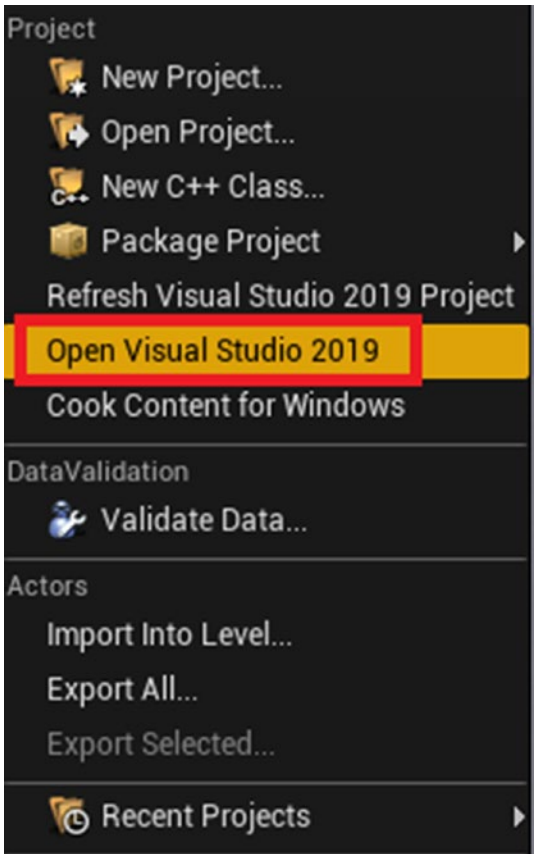 Project
New Project...
Open Project...
New C++ Class...
Package Project
Refresh Visual Studio 2019 Project
Open Visual Studio 2019
Cook Content for Windows
DataValidation
Validate Data...
Actors
Import Into Level...
Export All...
Export Selected...
Recent Projects